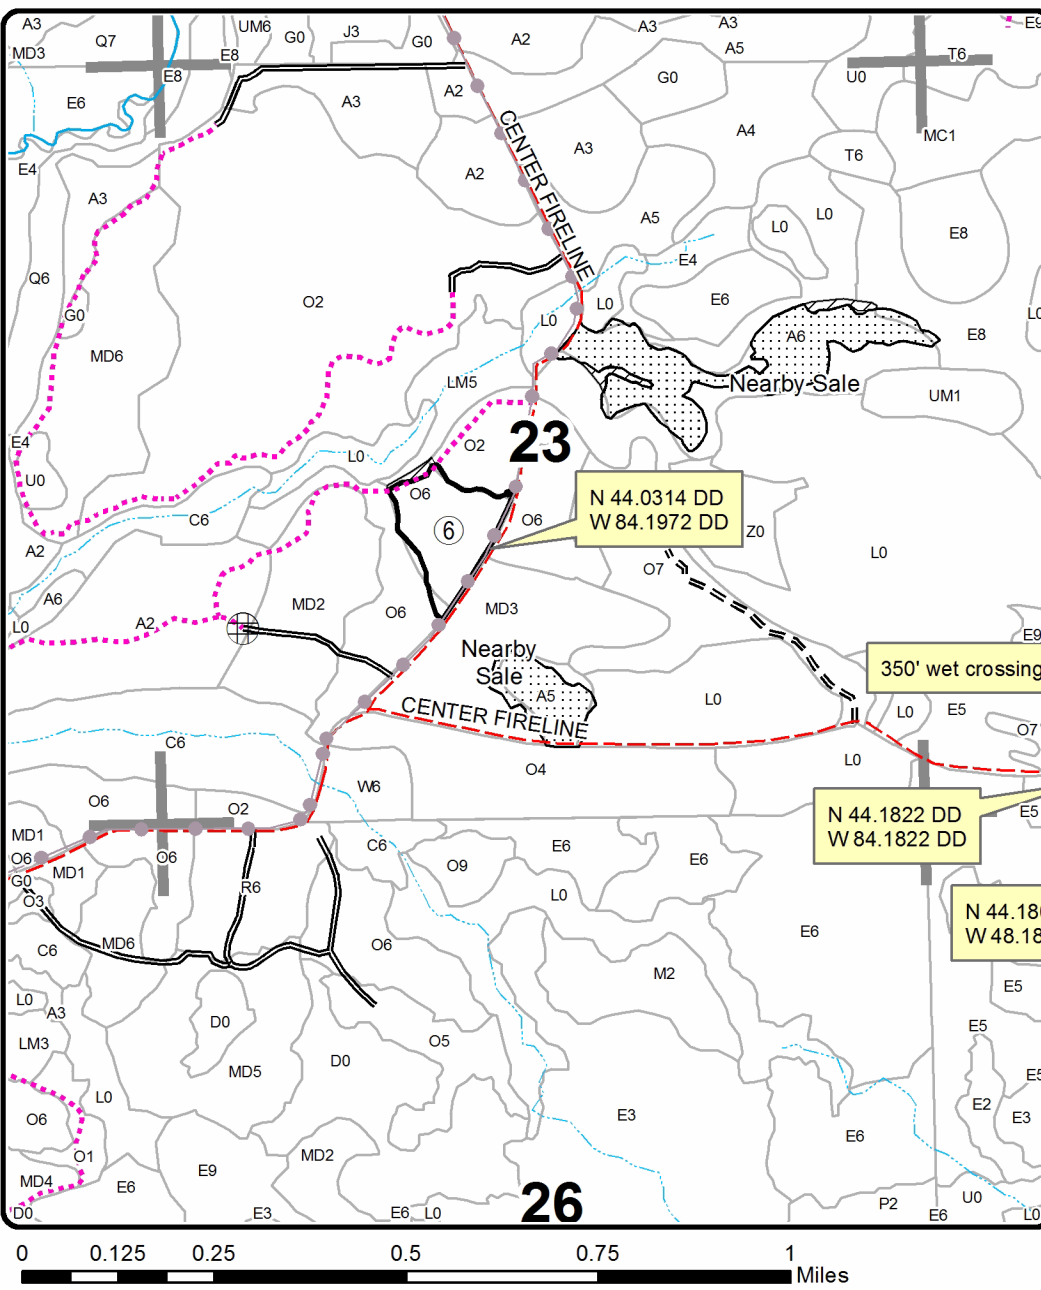 A3
UM6
J3
A3
A3
E9
Q7
G0
G0
A2
A5
MD3
E8
T6
E8
G0
U0
E6
A3
A2
A4
MC1
CENTER FIRELINE
A3
T6
E4
A2
A3
A5
L0
L0
E8
E4
Q6
O2
E6
L0
G0
L0
L0
E8
A6
MD6
LM5
Nearby Sale
UM1
E4
O2
23
L0
U0
O6
N 44.0314 DD
W 84.1972 DD
C6
6
O6
Z0
A2
L0
O7
A6
MD2
O6
MD3
L0
A2
E9
Nearby
Sale
350' wet crossing
A5
L0
CENTER FIRELINE
L0
E5
C6
O7
O4
L0
W6
O6
O2
N 44.1822 DD
W 84.1822 DD
E5
MD1
O6
O6
C6
E6
E6
MD1
O9
G0
R6
L0
O3
N 44.18
W 48.18
MD6
C6
O6
E6
M2
L0
E5
A3
D0
E5
LM3
O5
D0
MD5
E5
L0
E2
O6
E3
E3
E6
O1
MD2
E9
MD4
E6
26
P2
U0
D0
E3
E6
L0
E6
L0
0
0.125
0.25
0.5
0.75
1
Miles